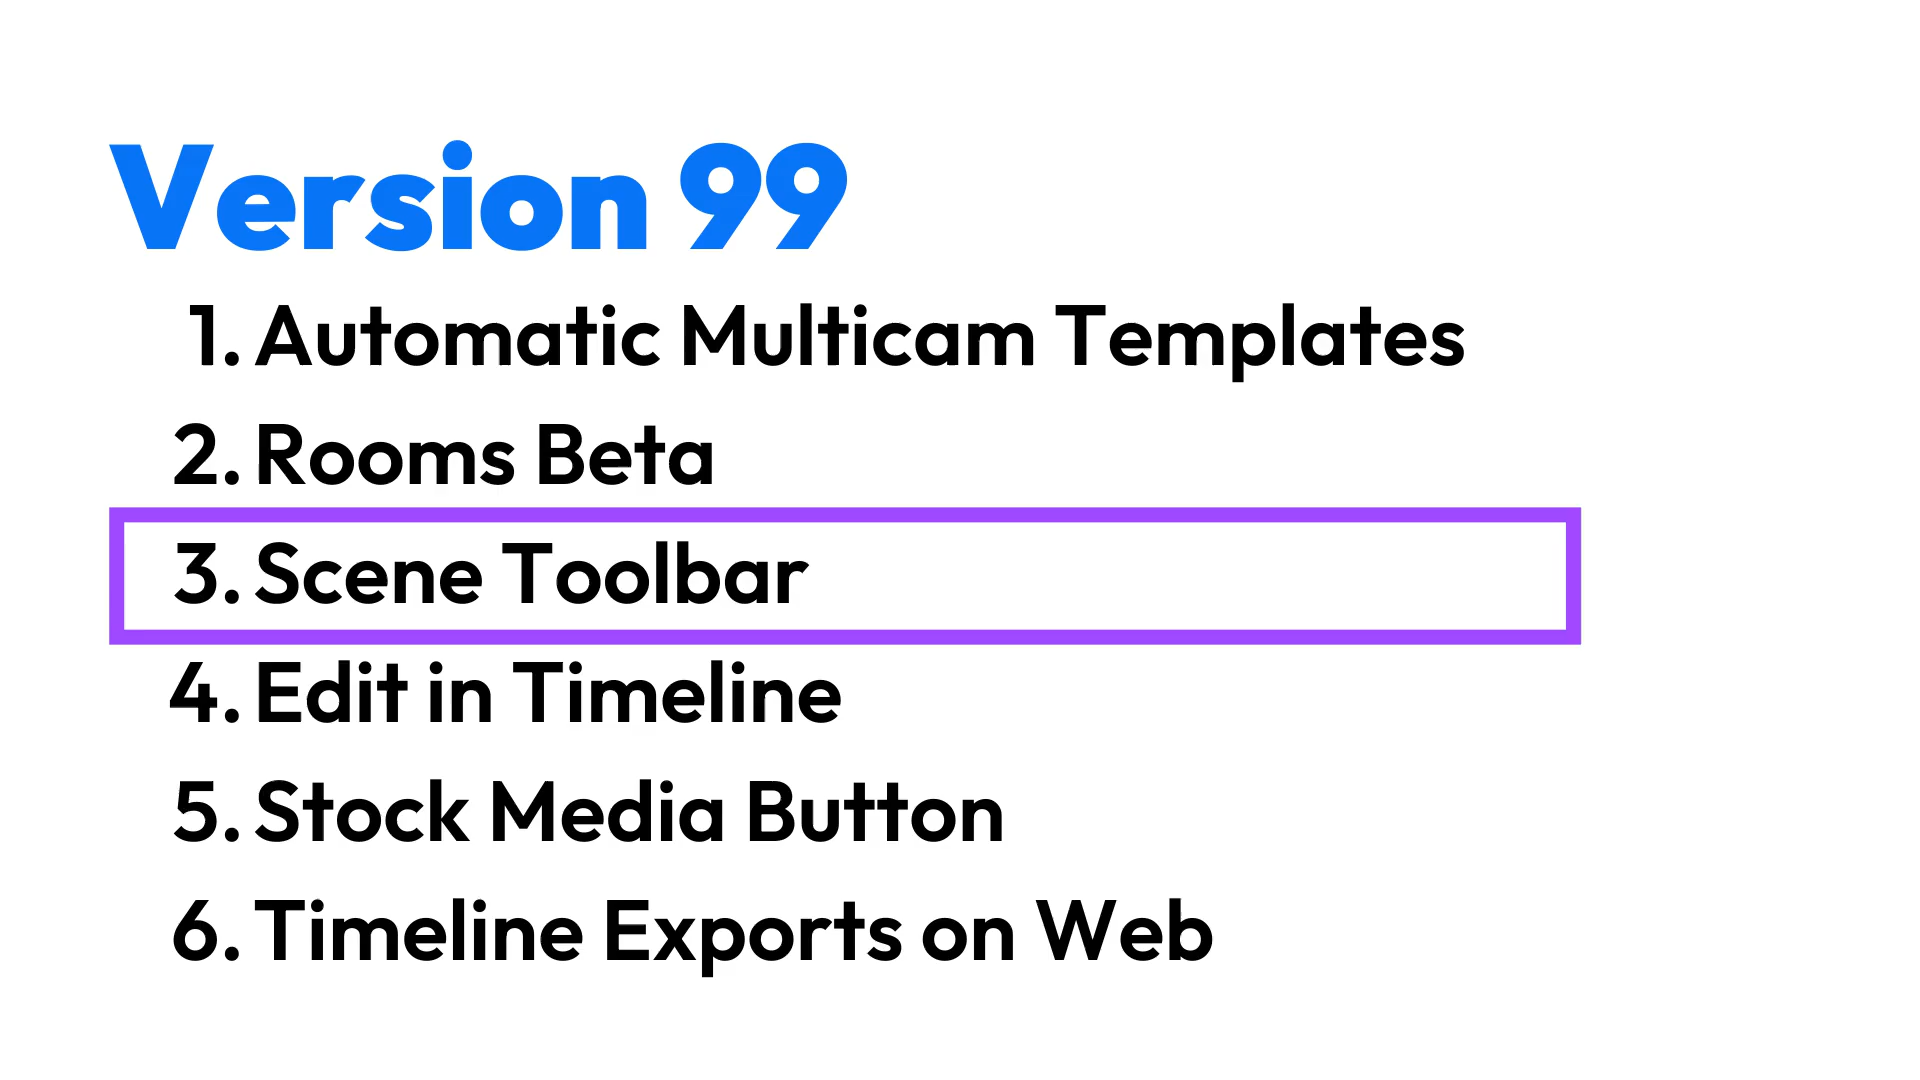 Version 99
1. Automatic Multicam Templates
2. Rooms Beta
3. Scene Toolbar
4. Edit in Timeline
5. Stock Media Button
6. Timeline Exports on Web